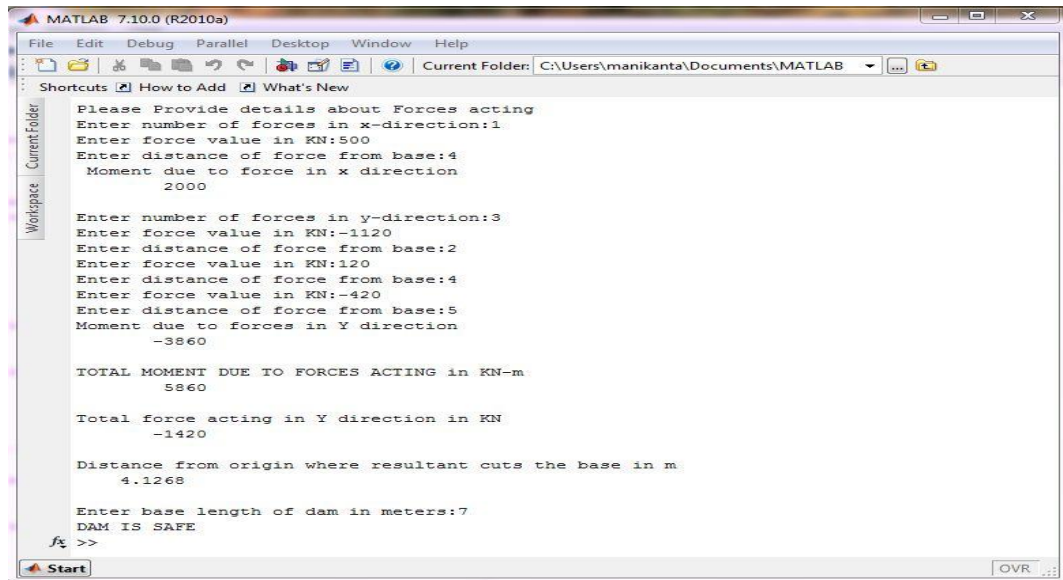 MATLAB 7.10.0 (R2010a)
File Edit Debug Parallel Desktop Window Help
Current Folder: C:\Users\manikanta\Documents\MATLAB
Shortcuts How to Add What's New
Current Folder
Workspace
Please Provide details about Forces acting
Enter number of forces in x-direction:1
Enter force value in KN:500
Enter distance of force from base:4
Moment due to force in x direction
2000
Enter number of forces in y-direction:3
Enter force value in KN:-1120
Enter distance of force from base:2
Enter force value in KN:120
Enter distance of force from base:4
Enter force value in KN:-420
Enter distance of force from base:5
Moment due to forces in Y direction
-3860
TOTAL MOMENT DUE TO FORCES ACTING in KN-m
5860
Total force acting in Y direction in KN
-1420
Distance from origin where resultant cuts the base in m
4.1268
Enter base length of dam in meters:7
DAM IS SAFE
fx >>
Start OVR